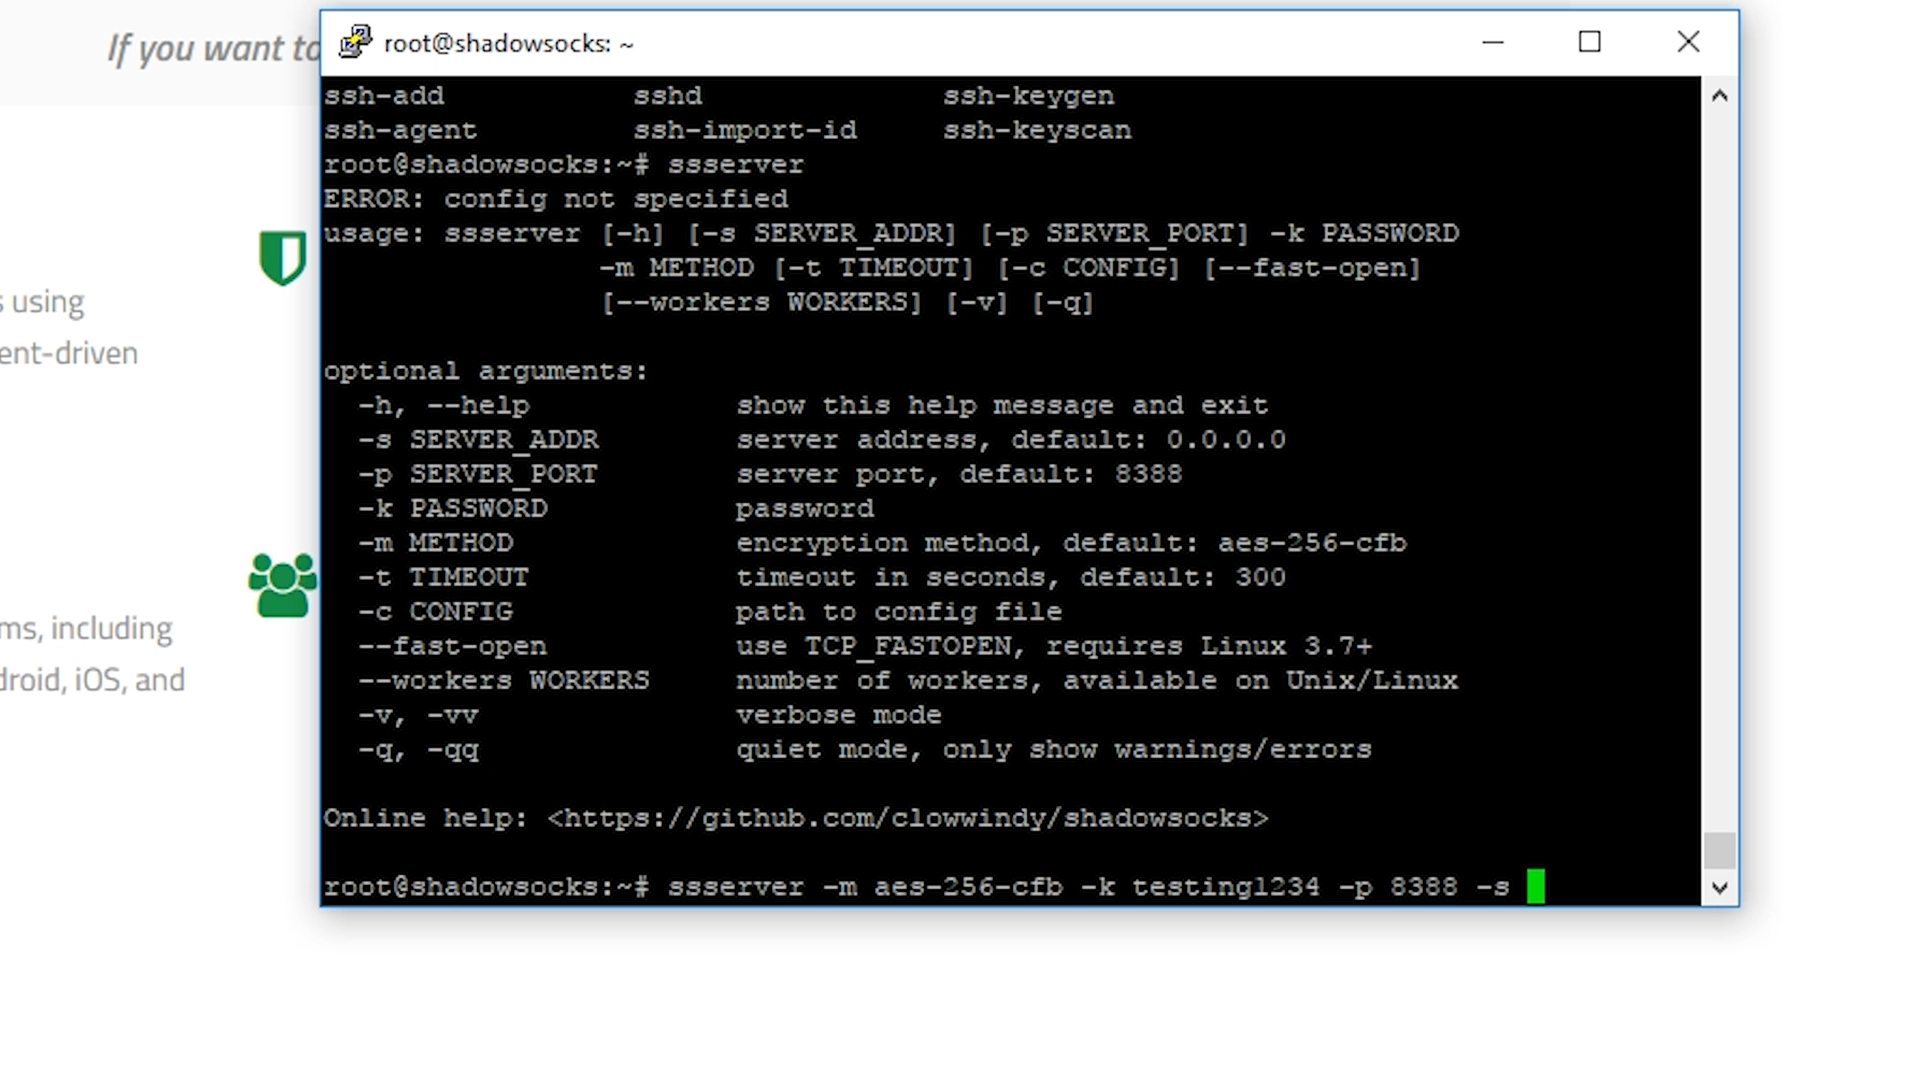 If you want to
root@shadowsocks: ~
ssh-add sshd ssh-keygen
ssh-agent ssh-import-id ssh-keyscan
root@shadowsocks:~# ssserver
ERROR: config not specified
usage: ssserver [-h] [-s SERVER_ADDR] [-p SERVER_PORT] -k PASSWORD
-m METHOD [-t TIMEOUT] [-c CONFIG] [--fast-open]
[--workers WORKERS] [-v] [-q]
optional arguments:
-h, --help show this help message and exit
-s SERVER_ADDR server address, default: 0.0.0.0
-p SERVER_PORT server port, default: 8388
-k PASSWORD password
-m METHOD encryption method, default: aes-256-cfb
-t TIMEOUT timeout in seconds, default: 300
-c CONFIG path to config file
--fast-open use TCP_FASTOPEN, requires Linux 3.7+
--workers WORKERS number of workers, available on Unix/Linux
-v, -vv verbose mode
-q, -qq quiet mode, only show warnings/errors
Online help: <https://github.com/clowwindy/shadowsocks>
root@shadowsocks:~# ssserver -m aes-256-cfb -k testing1234 -p 8388 -s
s using
ent-driven
ms, including
droid, iOS, and